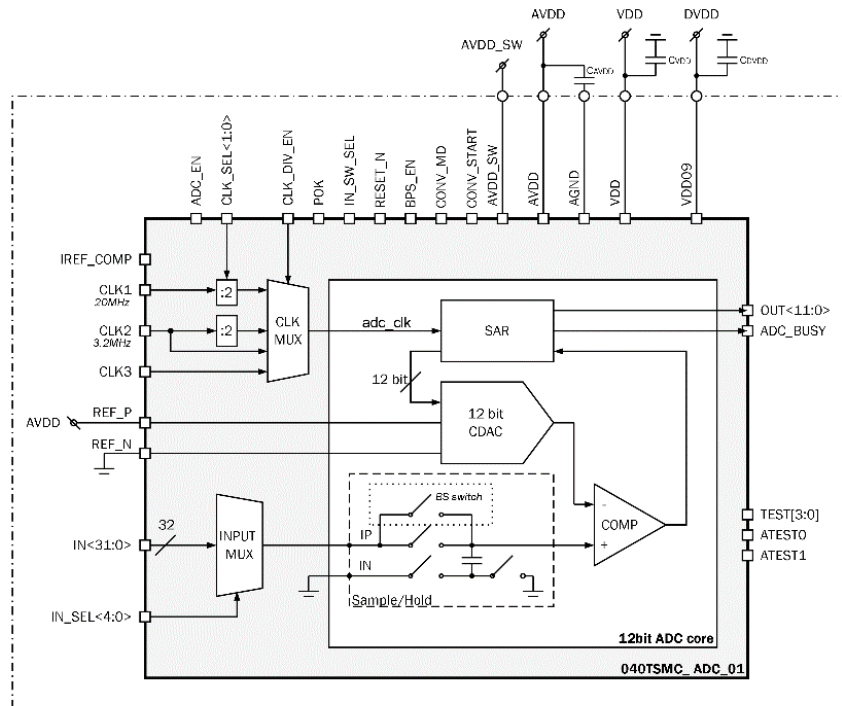 AVDD
VDD
DVDD
AVDD_SW
CAVDD
CVDD
CDVDD
ADC_EN
CLK_SEL<1:0>
CLK_DIV_EN
POK
IN_SW_SEL
RESET_N
BPS_EN
CONV_MD
CONV_START
AVDD_SW
AVDD
AGND
VDD
VDD09
IREF_COMP
CLK1
20MHz
:2
CLK2
3.2MHz
:2
CLK3
CLK
MUX
adc_clk
SAR
OUT<11:0>
ADC_BUSY
12 bit
12 bit
CDAC
AVDD
REF_P
REF_N
BS switch
IP
IN
Sample/Hold
COMP
32
IN<31:0>
INPUT
MUX
IN_SEL<4:0>
TEST[3:0]
ATEST0
ATEST1
12bit ADC core
040TSMC_ ADC_01